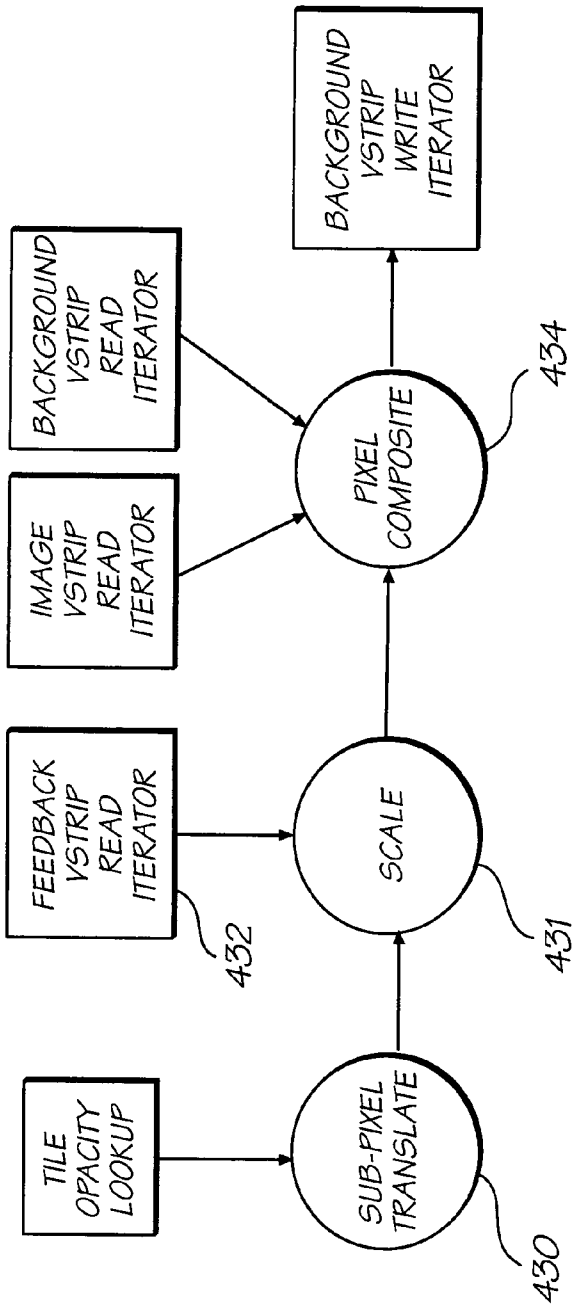 TILE
OPACITY
LOOKUP
FEEDBACK
VSTRIP
READ
ITERATOR
432
IMAGE
VSTRIP
READ
ITERATOR
BACKGROUND
VSTRIP
READ
ITERATOR
SUB-PIXEL
TRANSLATE
430
SCALE
431
PIXEL
COMPOSITE
434
BACKGROUND
VSTRIP
WRITE
ITERATOR